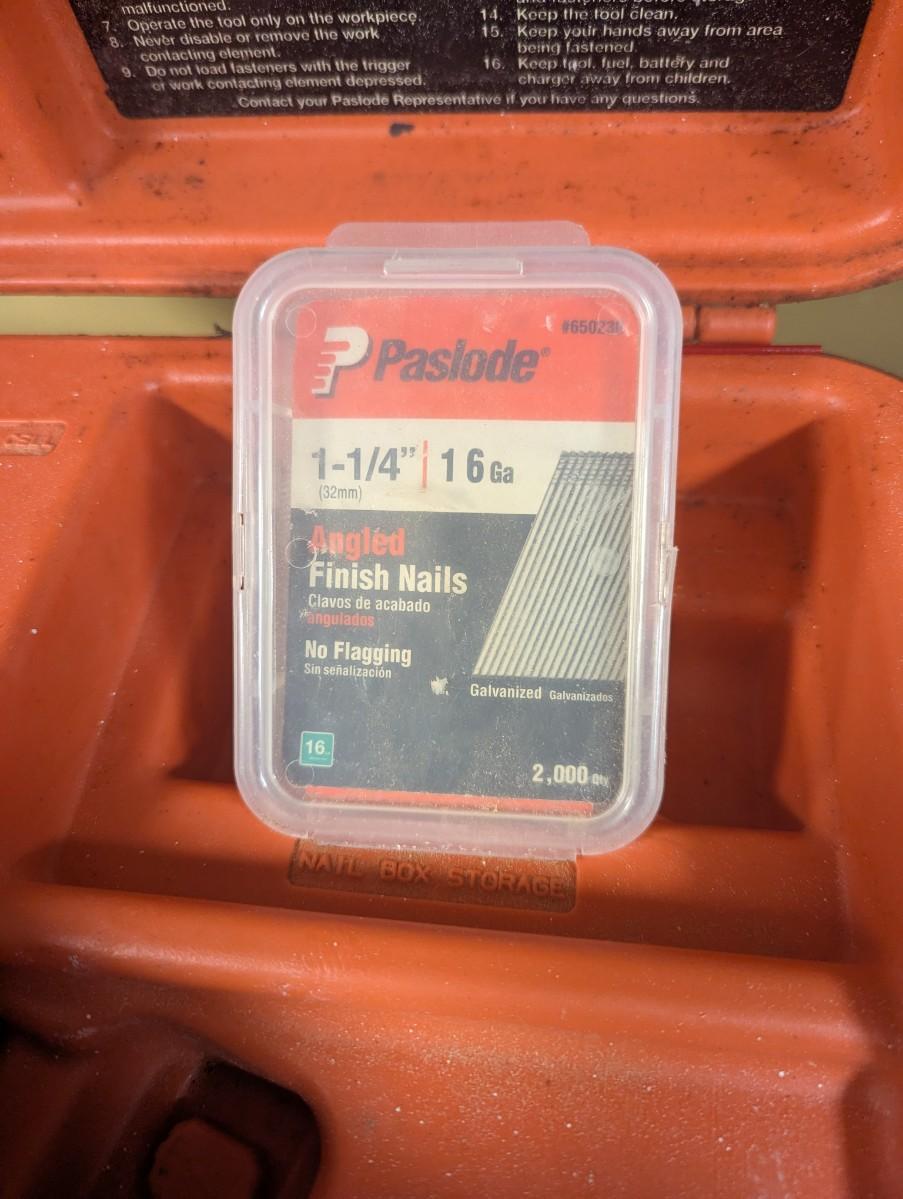 malfunctioned.
7. Operate the tool only on the workpiece.
8. Never disable or remove the work
contacting element.
9. Do not load fasteners with the trigger
or work contacting element depressed.
and fasteners before
14. Keep the tool clean.
15. Keep your hands away from area
being fastened.
16. Keep tool, fuel, battery and
charger away from children.
Contact your Paslode Representative if you have any questions.
Paslode®
1-1/4" | 16 Ga
(32mm)
Angled
Finish Nails
Clavos de acabado
angulados
No Flagging
Sin señalización
Galvanized Galvanizados
16
2,000 Qty
NAIL BOX STORAGE